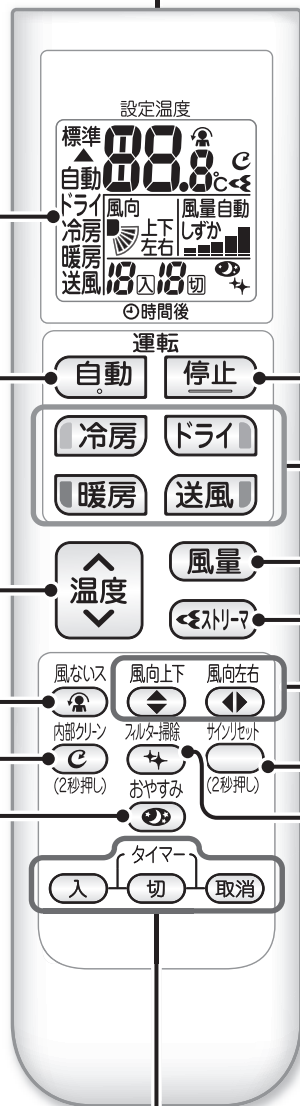 設定温度
標準
自動 88.8℃
ドライ 風向 風量自動
冷房 上下 しずか
暖房 左右
送風 18入18切
時間後
運転
自動 停止
冷房 ドライ
暖房 送風
温度 風量
ストリーマ
風ないス 風向上下 風向左右
内部クリーン フィルター掃除 サインリセット
(2秒押し) (2秒押し)
おやすみ
タイマー
入 切 取消